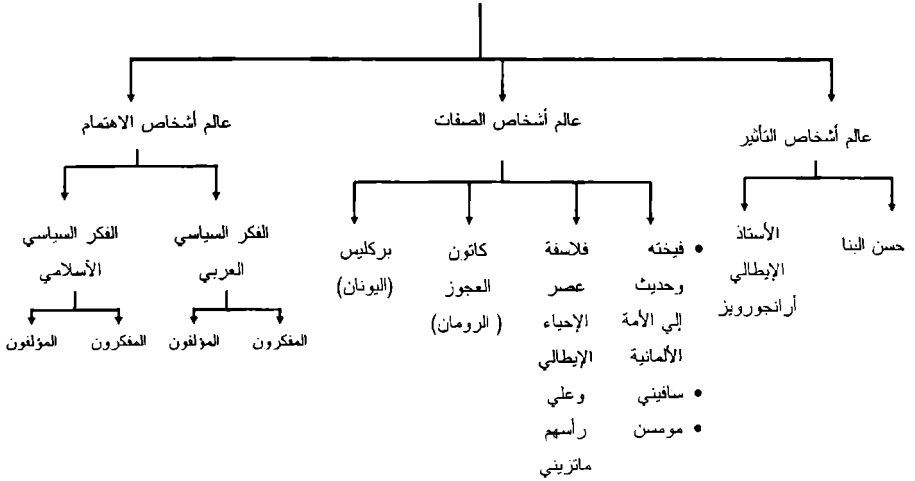 عالم أشخاص التأثير
حسن البنا
الأستاذ
الإيطالي
أرانجورويز
عالم أشخاص الصفات
• فيخته
وحديث
إلي الأمة
الألمانية
• سافيني
• مومسن
فلاسفة
عصر
الإحياء
الإيطالي
وعلي
رأسهم
ماتزيني
كاتون
العجوز
(الرومان )
بركليس
(اليونان)
عالم أشخاص الاهتمام
الفكر السياسي
العربي
المفكرون
المؤلفون
الفكر السياسي
الأسلامي
المفكرون
المؤلفون